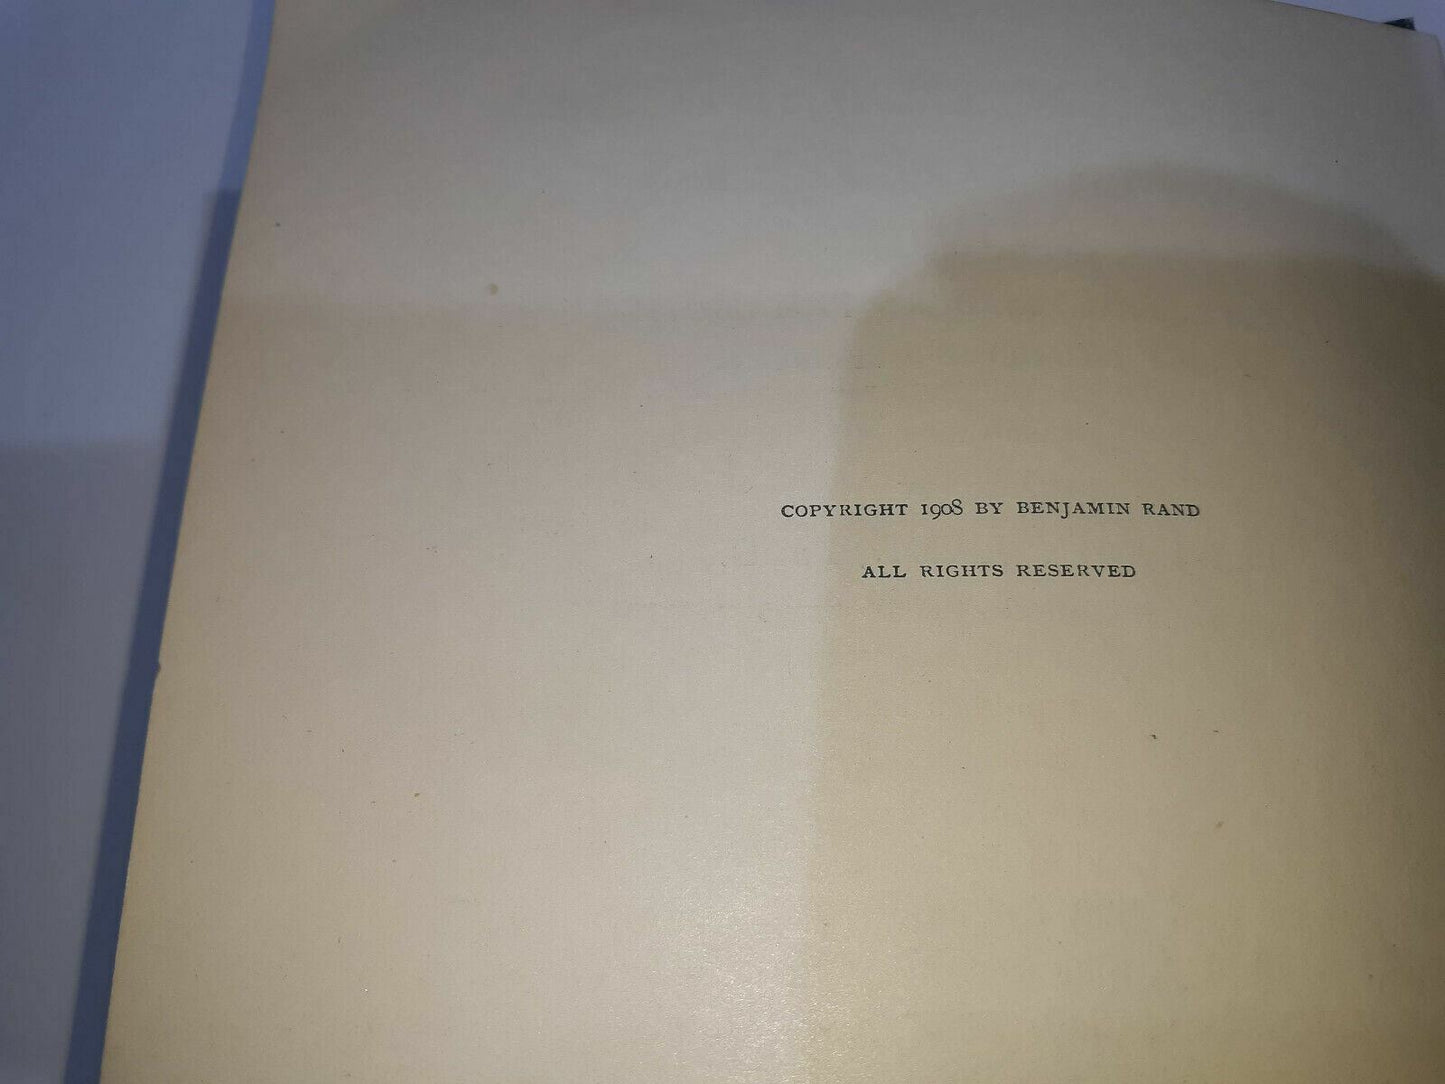 COPYRIGHT 1908 BY BENJAMIN RAND
ALL RIGHTS RESERVED